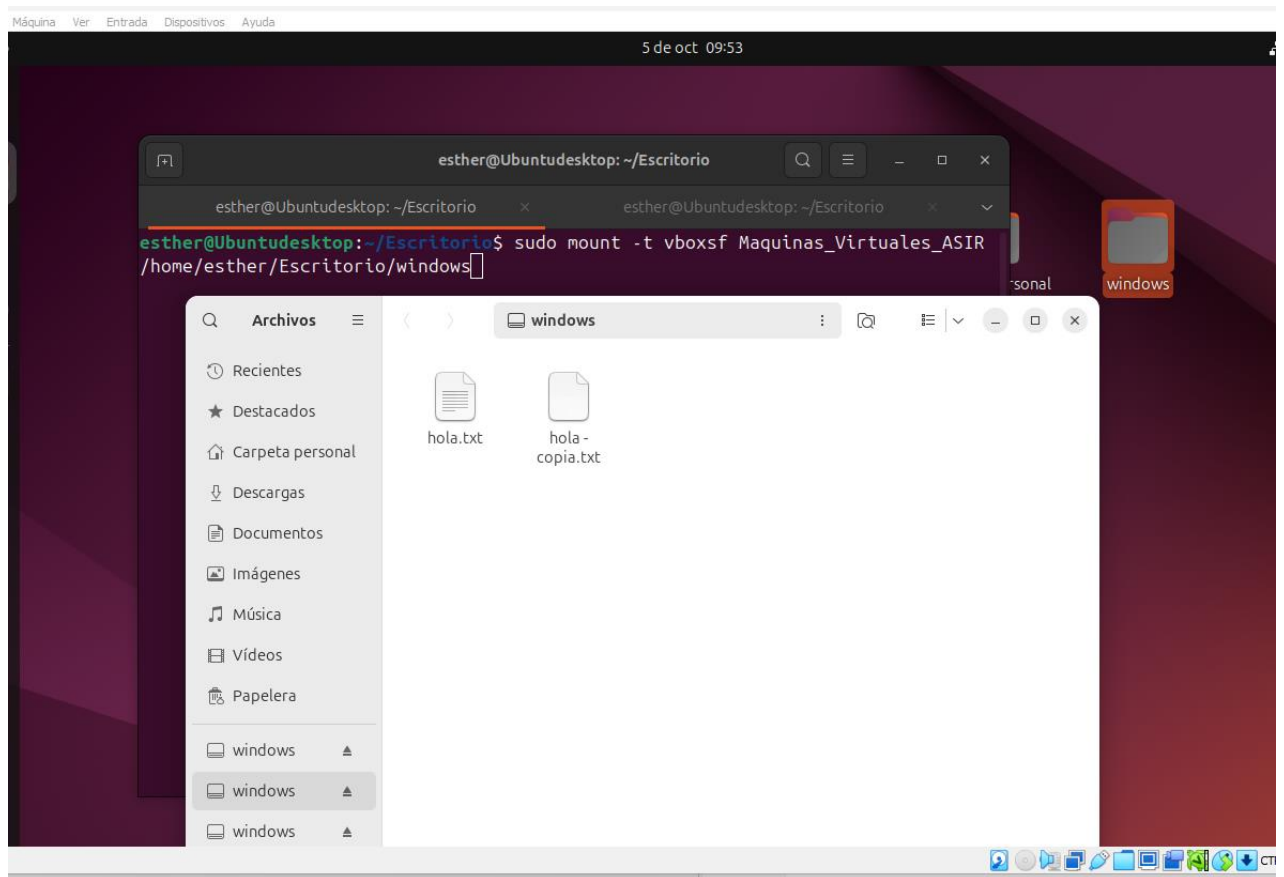 Máquina Ver Entrada Dispositivos Ayuda
5 de oct 09:53
esther@Ubuntudesktop: ~/Escritorio
esther@Ubuntudesktop: ~/Escritorio
esther@Ubuntudesktop: ~/Escritorio
esther@Ubuntudesktop:~/Escritorio$ sudo mount -t vboxsf Maquinas_Virtuales_ASIR
/home/esther/Escritorio/windows
rsonal
windows
Archivos
windows
Recientes
Destacados
Carpeta personal
Descargas
Documentos
Imágenes
Música
Vídeos
Papelera
windows
windows
windows
hola.txt
hola -
copia.txt